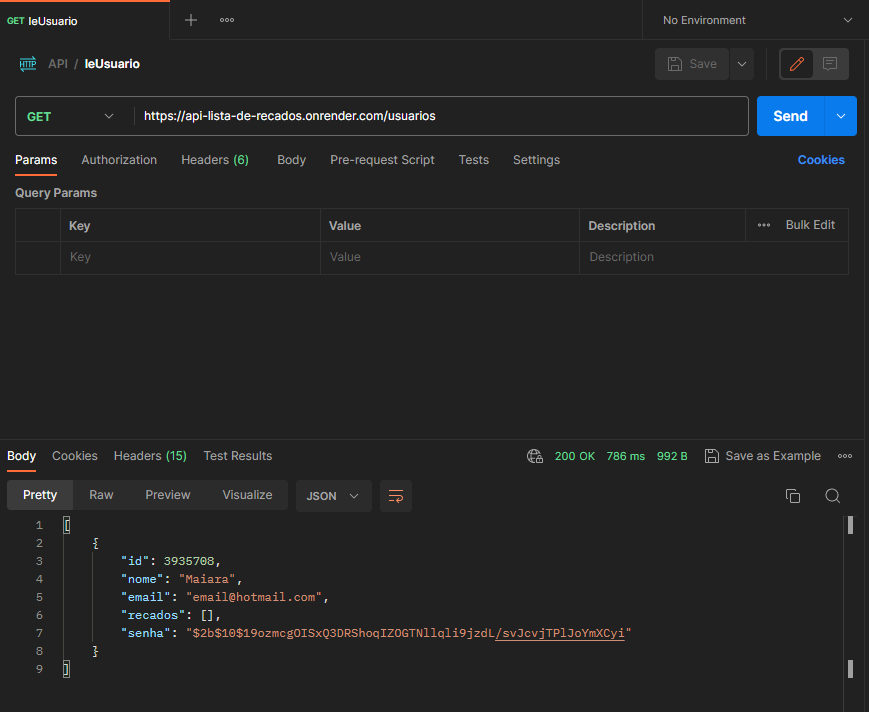 GET leUsuario
No Environment
HTTP API / leUsuario
Save
GET https://api-lista-de-recados.onrender.com/usuarios Send
Params Authorization Headers (6) Body Pre-request Script Tests Settings Cookies
Query Params
Key Value Description Bulk Edit
Key Value Description
Body Cookies Headers (15) Test Results 200 OK 786 ms 992 B Save as Example
Pretty Raw Preview Visualize JSON
1 [
2 {
3 "id": 3935708,
4 "nome": "Maiara",
5 "email": "email@hotmail.com",
6 "recados": [],
7 "senha": "$2b$10$19ozmcgOISxQ3DRShoqIZOGTNllqli9jzdL/svJcvjTPlJoYmXCyi"
8 }
9 ]